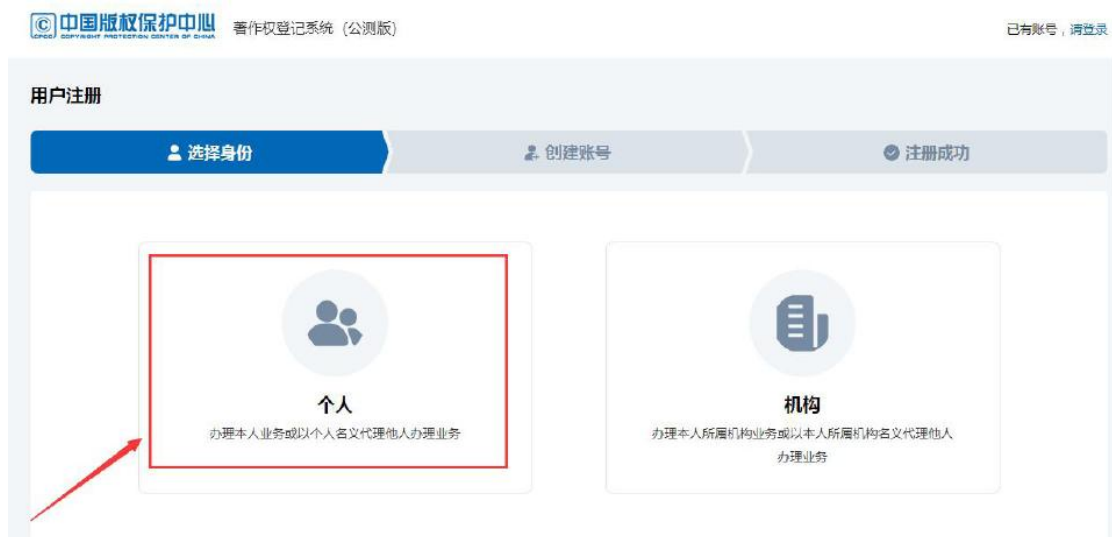 中国版权保护中心
CPCC COPYRIGHT PROTECTION CENTER OF CHINA
著作权登记系统（公测版）
已有账号，请登录
用户注册
选择身份
创建账号
注册成功
个人
办理本人业务或以个人名义代理他人办理业务
机构
办理本人所属机构业务或以本人所属机构名义代理他人
办理业务